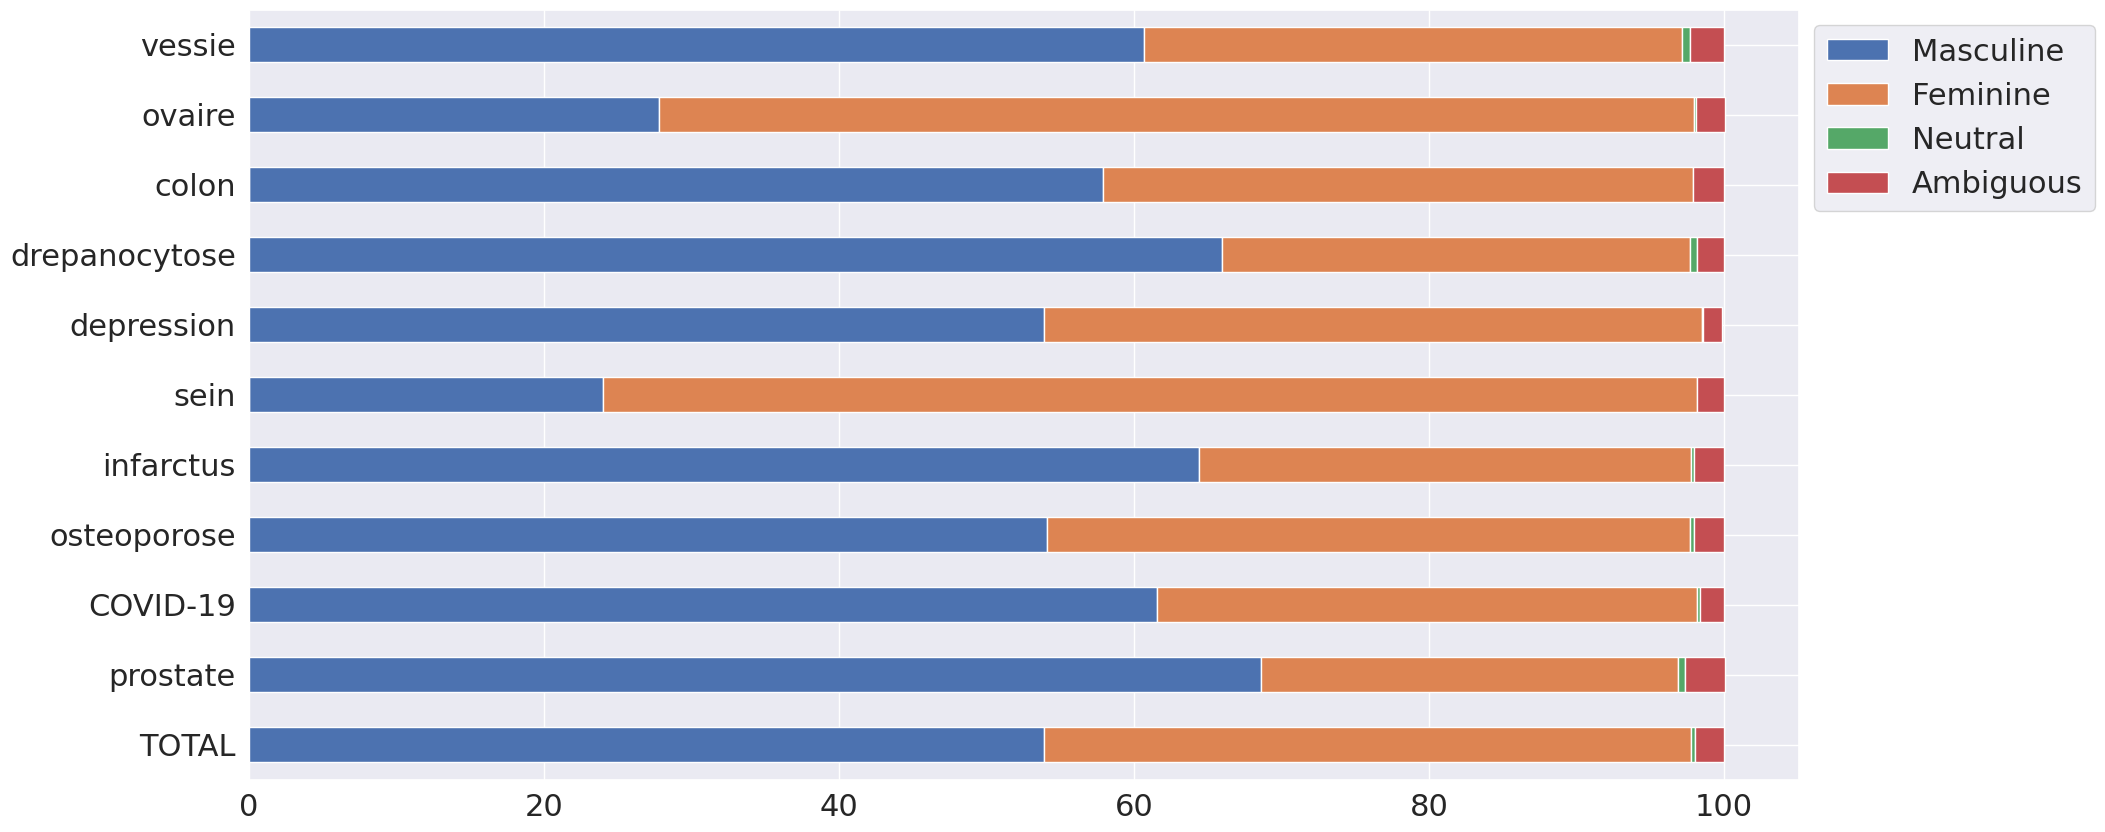 vessie
ovaire
colon
drepanocytose
depression
sein
infarctus
osteoporose
COVID-19
prostate
TOTAL
0 20 40 60 80 100
Masculine
Feminine
Neutral
Ambiguous